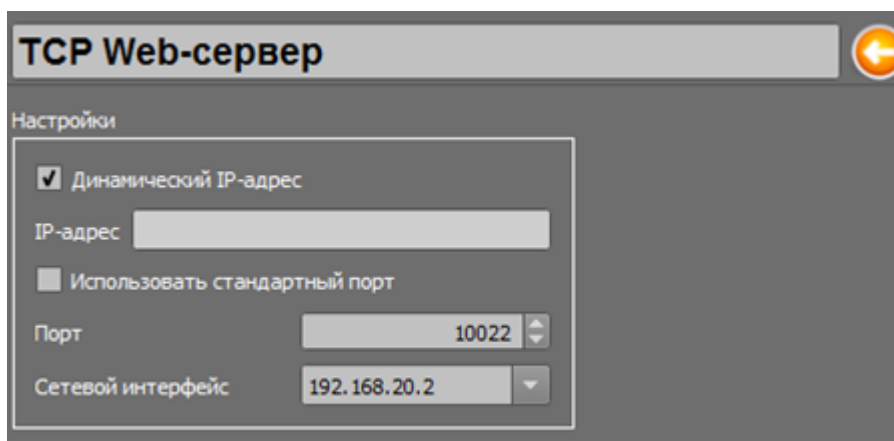 TCP Web-сервер
Настройки
Динамический IP-адрес
IP-адрес
Использовать стандартный порт
Порт 10022
Сетевой интерфейс 192.168.20.2